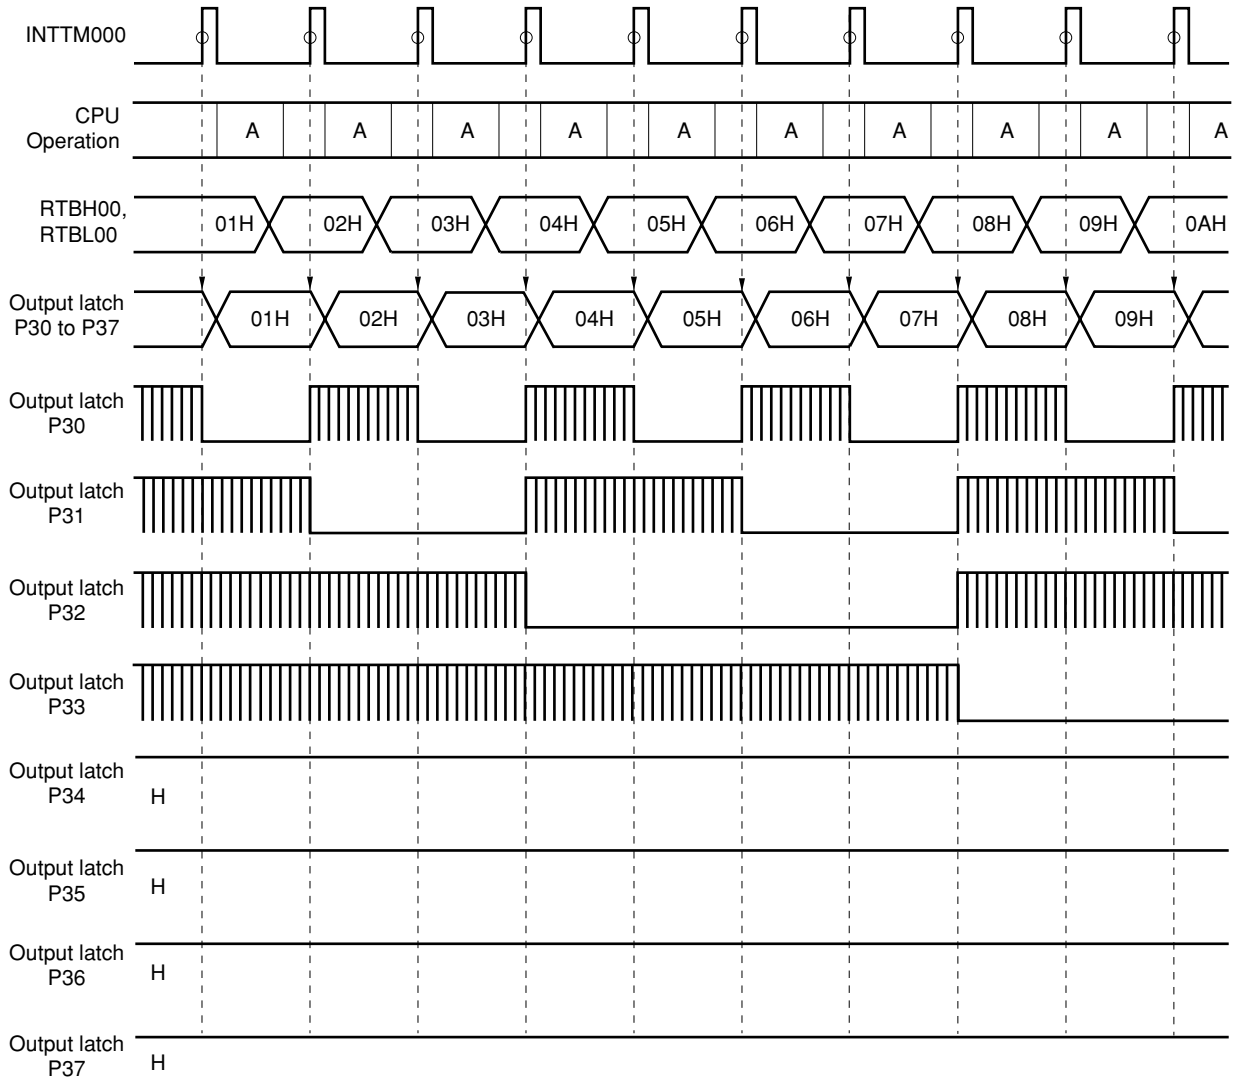 INTTM000
CPU
Operation
A A A A A A A A A A
RTBH00,
RTBL00
01H 02H 03H 04H 05H 06H 07H 08H 09H 0AH
Output latch
P30 to P37
01H 02H 03H 04H 05H 06H 07H 08H 09H
Output latch
P30
Output latch
P31
Output latch
P32
Output latch
P33
Output latch
P34
H
Output latch
P35
H
Output latch
P36
H
Output latch
P37
H